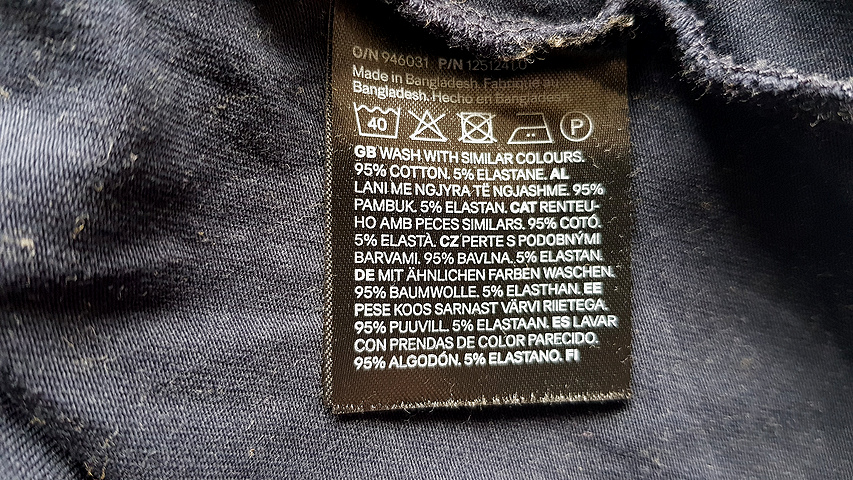 O/N 946031 P/N
Made in Bangladesh. Fabriqué
Bangladesh. Hecho en Bangladesh
40 P
GB WASH WITH SIMILAR COLOURS.
95% COTTON. 5% ELASTANE. AL
LANI ME NGJYRA TË NGJASHME. 95%
PAMBUK. 5% ELASTAN. CAT RENTEU-
HO AMB PECES SIMILARS. 95% COTÓ.
5% ELASTÀ. CZ PERTE S PODOBNÝMI
BARVAMI. 95% BAVLNA. 5% ELASTAN.
DE MIT ÄHNLICHEN FARBEN WASCHEN.
95% BAUMWOLLE. 5% ELASTHAN. EE
PESE KOOS SARNAST VÄRVI RIIETEGA.
95% PUUVILL. 5% ELASTAAN. ES LAVAR
CON PRENDAS DE COLOR PARECIDO.
95% ALGODÓN. 5% ELASTANO. FI